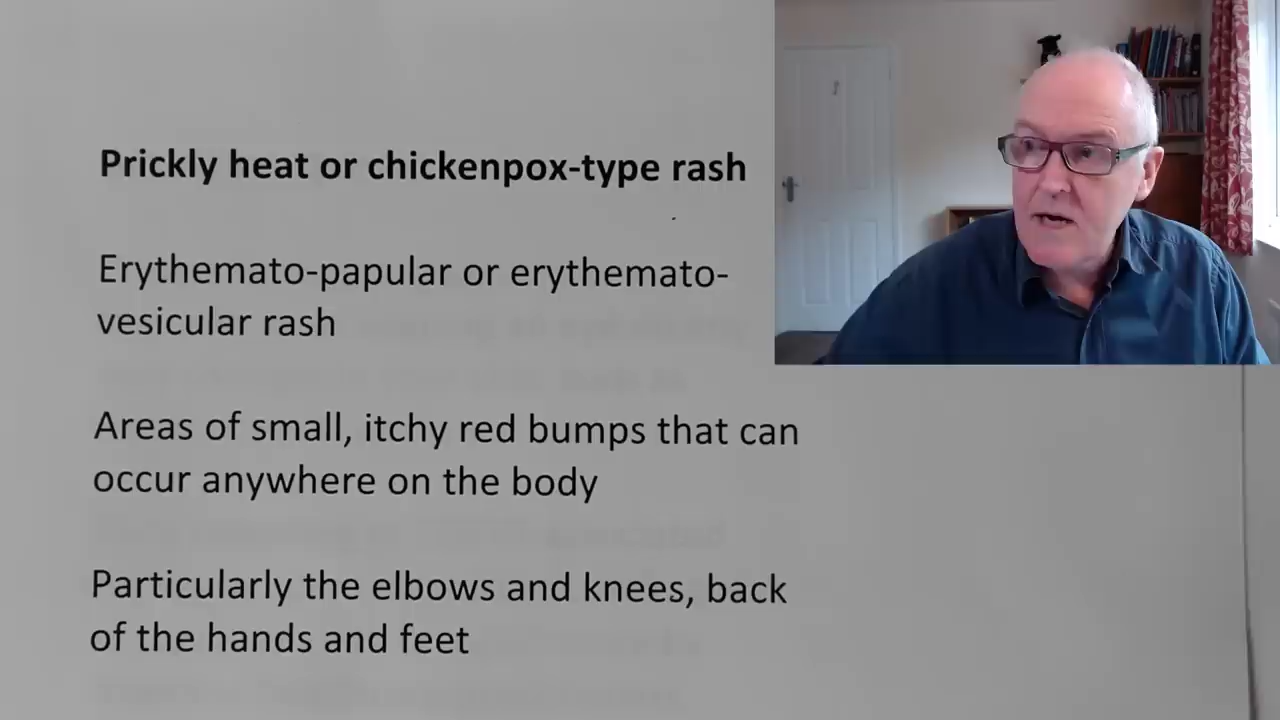 Prickly heat or chickenpox-type rash
Erythemato-papular or erythemato-
vesicular rash
Areas of small, itchy red bumps that can
occur anywhere on the body
Particularly the elbows and knees, back
of the hands and feet